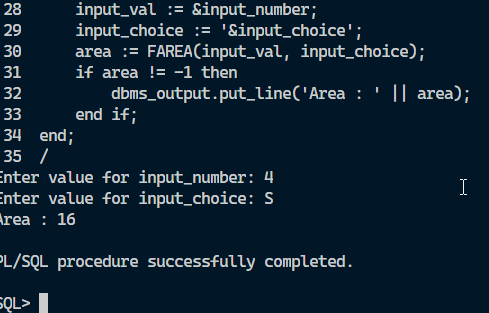 28      input_val := &input_number;
29      input_choice := '&input_choice';
30      area := FAREA(input_val, input_choice);
31      if area != -1 then
32          dbms_output.put_line('Area : ' || area);
33      end if;
34  end;
35  /
Enter value for input_number: 4
Enter value for input_choice: S
Area : 16
PL/SQL procedure successfully completed.
SQL>